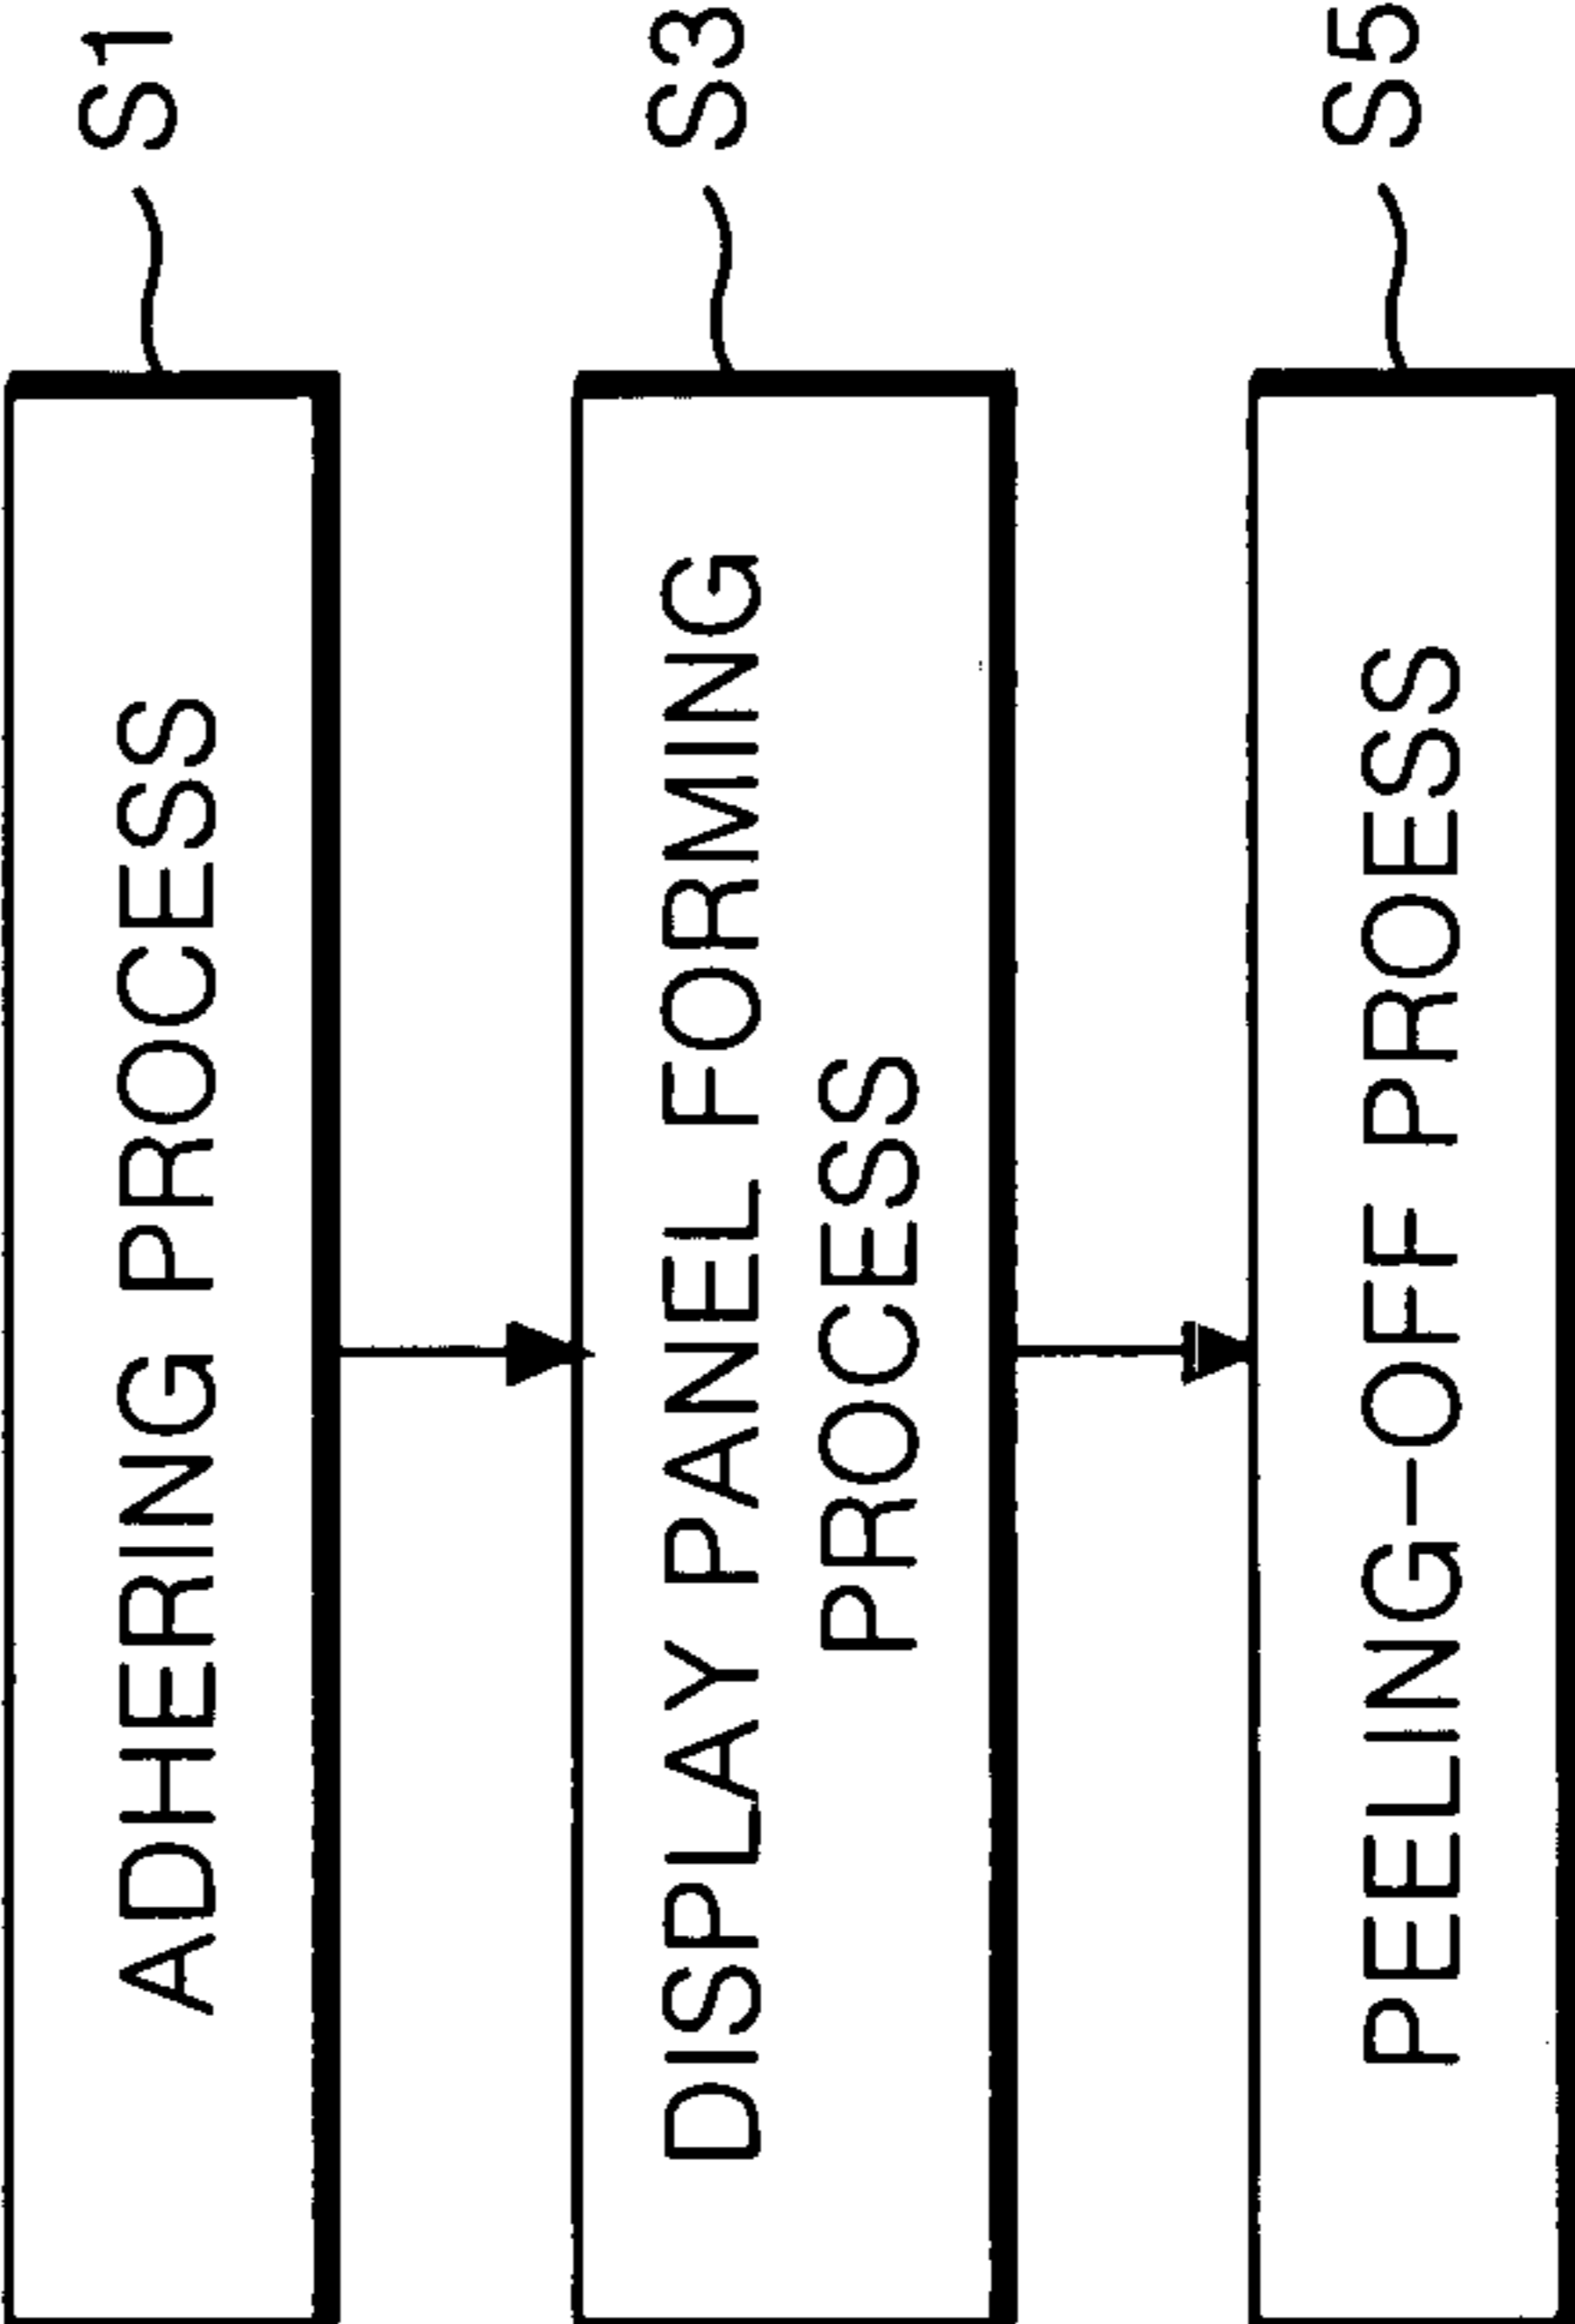 ADHERING PROCESS
S1
DISPLAY PANEL FORMING
PROCESS
S3
PEELING-OFF PROESS
S5